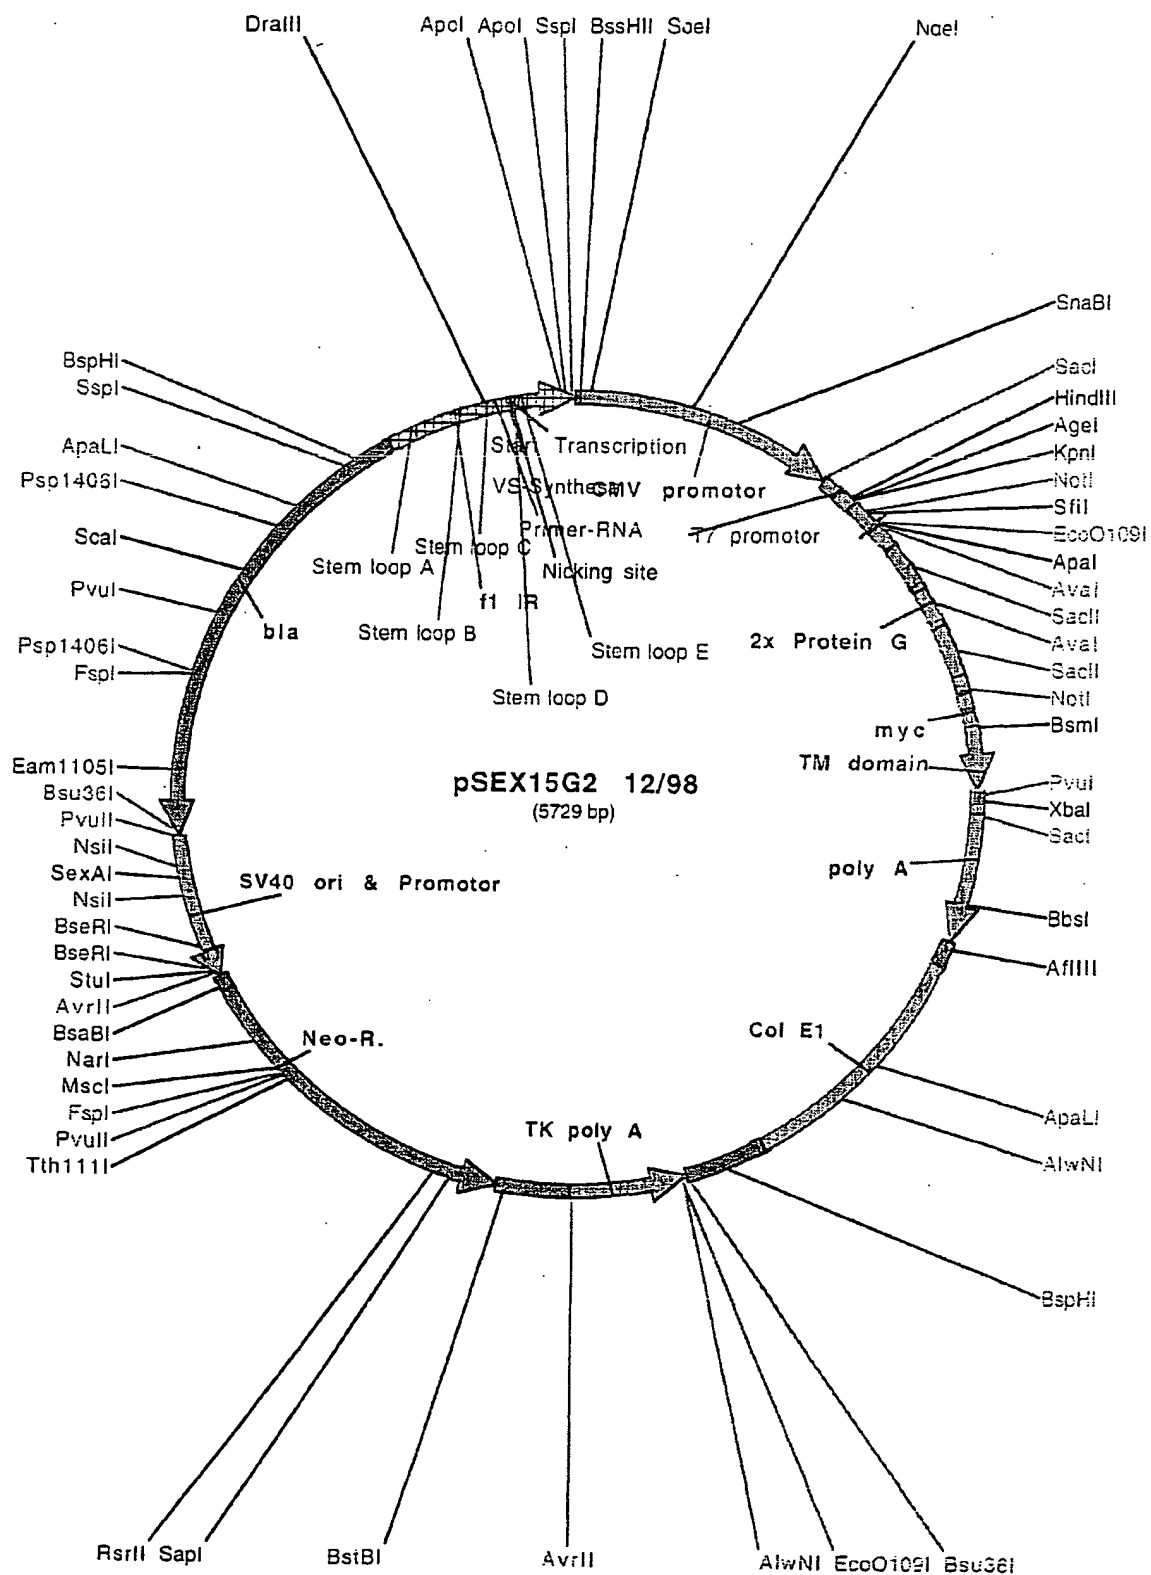 DraIII ApoI ApoI SspI BssHII SpeI NdeI
SnaBI
BspHI
SspI
ApaLI
Psp1406I
ScaI
PvuI
Psp1406I
FspI
Eam1105I
Bsu36I
PvuII
NsiI
SexAI
NsiI
BseRI
BseRI
StuI
AvrII
BsaBI
NarI
MscI
FspI
PvuII
Tth111I
SacI
HindIII
AgeI
KpnI
NotI
SfiI
EcoO109I
ApaI
AvaI
SacII
AvaI
SacII
NotI
BsmI
PvuI
XbaI
SacI
BbsI
AflIII
ApaLI
AlwNI
BspHI
Start Transcription
VS-Synthese
CMV promotor
Primer-RNA
T7 promotor
Stem loop C
Stem loop A
Nicking site
f1 IR
Stem loop B
bla
Stem loop E
2x Protein G
Stem loop D
myc
TM domain
pSEX15G2 12/98
(5729 bp)
poly A
SV40 ori & Promotor
Col E1
Neo-R.
TK poly A
RsrII SapI BstBI AvrII AlwNI EcoO109I Bsu36I